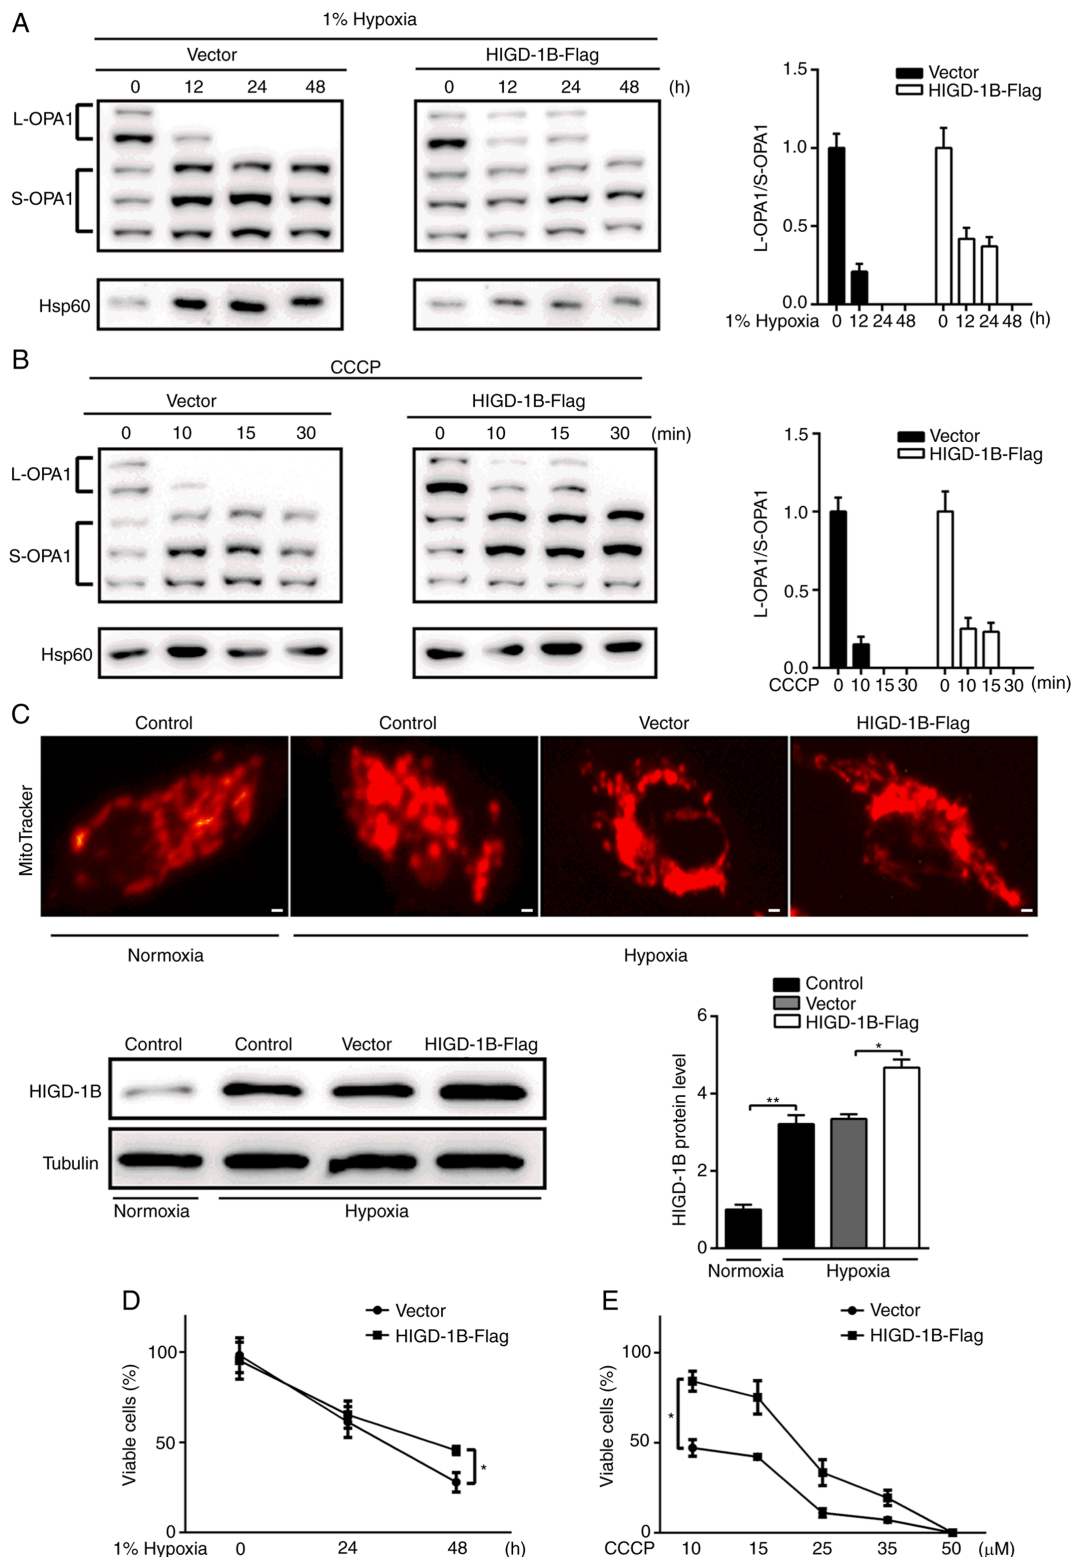 A
1% Hypoxia
Vector
HIGD-1B-Flag
0 12 24 48 0 12 24 48 (h)
L-OPA1
S-OPA1
Hsp60
1.5
1.0
0.5
0.0
L-OPA1/S-OPA1
Vector
HIGD-1B-Flag
1% Hypoxia 0 12 24 48 0 12 24 48 (h)
B
CCCP
Vector
HIGD-1B-Flag
0 10 15 30 0 10 15 30 (min)
L-OPA1
S-OPA1
Hsp60
1.5
1.0
0.5
0.0
L-OPA1/S-OPA1
Vector
HIGD-1B-Flag
CCCP 0 10 15 30 0 10 15 30 (min)
C
Control Control Vector HIGD-1B-Flag
MitoTracker
Normoxia Hypoxia
Control Control Vector HIGD-1B-Flag
HIGD-1B
Tubulin
Normoxia Hypoxia
Control
Vector
HIGD-1B-Flag
6
4
2
0
HIGD-1B protein level
**
*
Normoxia Hypoxia
D
Vector
HIGD-1B-Flag
100
50
0
Viable cells (%)
*
1% Hypoxia 0 24 48 (h)
E
Vector
HIGD-1B-Flag
100
50
0
Viable cells (%)
*
CCCP 10 15 25 35 50 (μM)